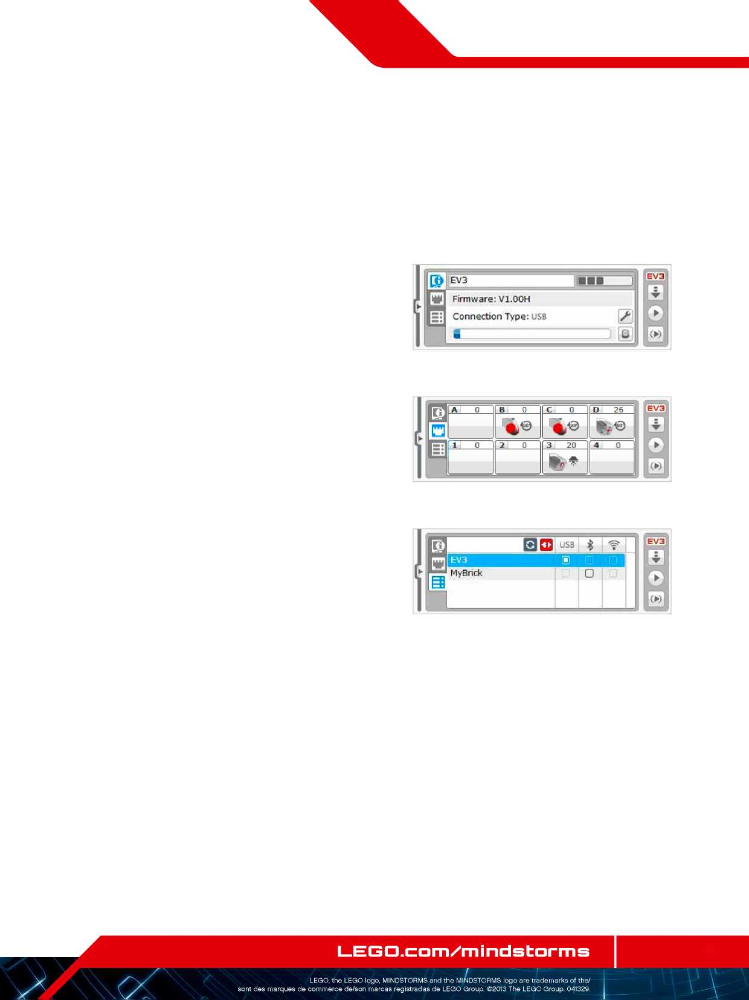 EV3
EV3
Firmware: V1.00H
Connection Type: USB
A 0 B 0 C 0 D 26
EV3
90° 90° 90°
1 0 2 0 3 20 4 0
USB
EV3
EV3
MyBrick
LEGO.com/mindstorms
LEGO, the LEGO logo, MINDSTORMS and the MINDSTORMS logo are trademarks of the/
sont des marques de commerce de/son marcas registradas de LEGO Group. ©2013 The LEGO Group. 041329.